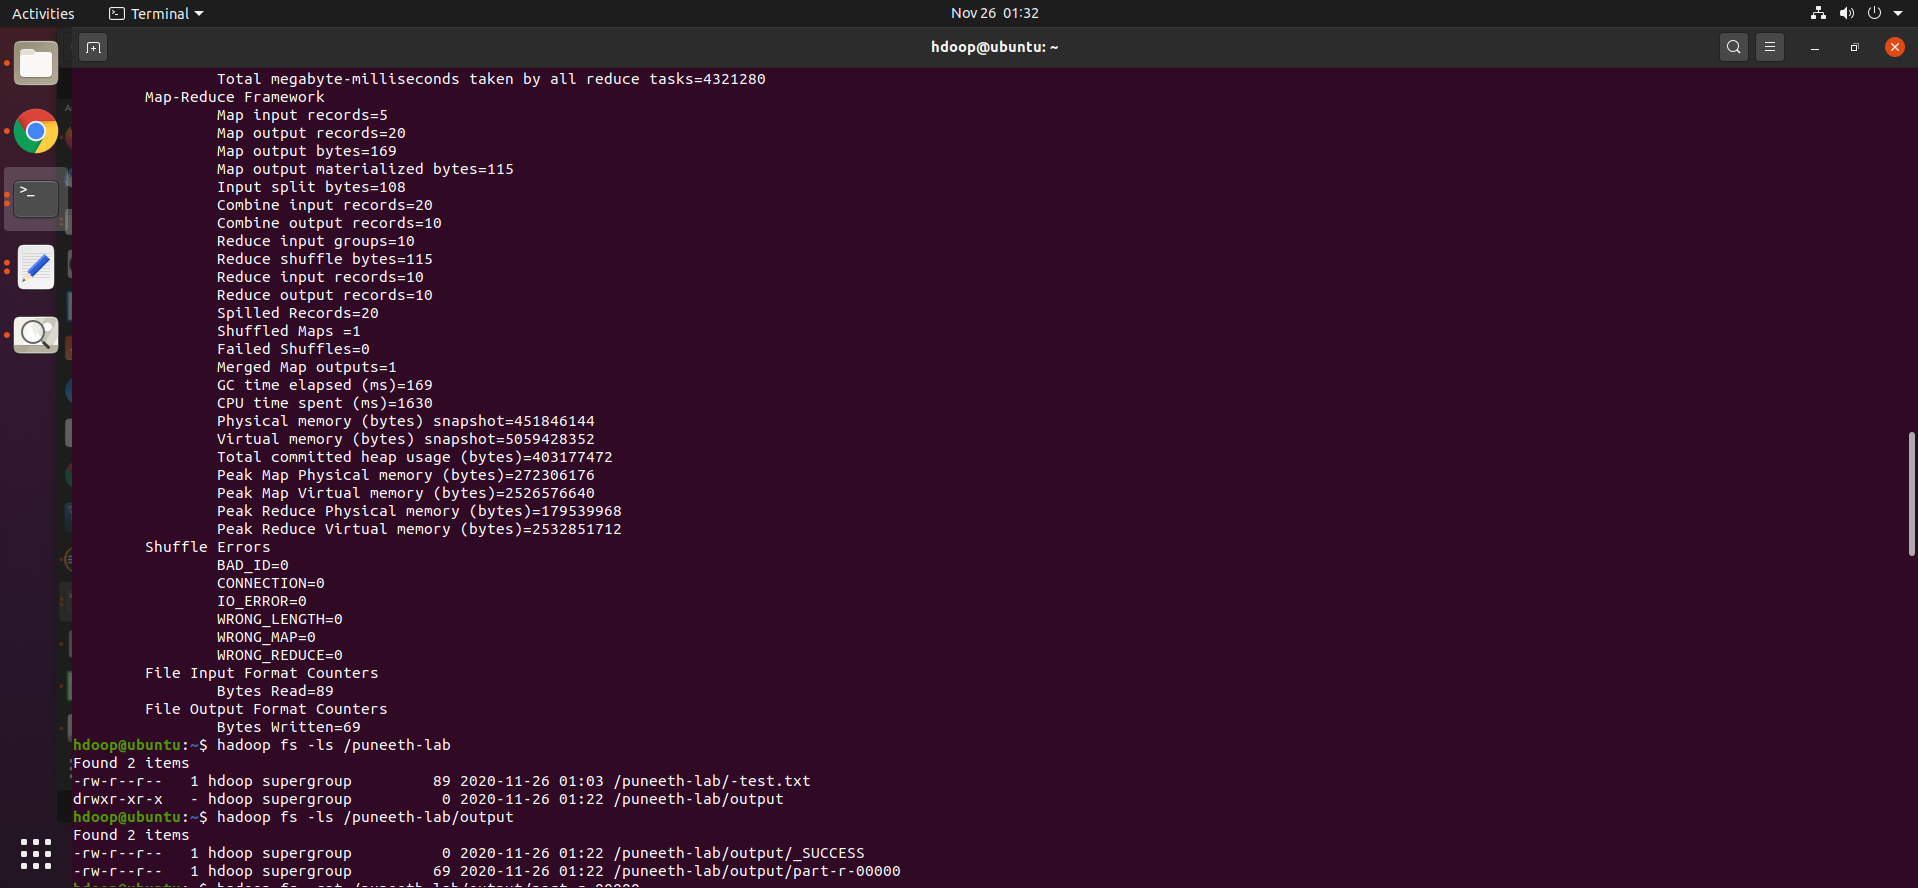 Activities
Terminal
Nov 26 01:32
hdoop@ubuntu: ~
Total megabyte-milliseconds taken by all reduce tasks=4321280
Map-Reduce Framework
Map input records=5
Map output records=20
Map output bytes=169
Map output materialized bytes=115
Input split bytes=108
Combine input records=20
Combine output records=10
Reduce input groups=10
Reduce shuffle bytes=115
Reduce input records=10
Reduce output records=10
Spilled Records=20
Shuffled Maps =1
Failed Shuffles=0
Merged Map outputs=1
GC time elapsed (ms)=169
CPU time spent (ms)=1630
Physical memory (bytes) snapshot=451846144
Virtual memory (bytes) snapshot=5059428352
Total committed heap usage (bytes)=403177472
Peak Map Physical memory (bytes)=272306176
Peak Map Virtual memory (bytes)=2526576640
Peak Reduce Physical memory (bytes)=179539968
Peak Reduce Virtual memory (bytes)=2532851712
Shuffle Errors
BAD_ID=0
CONNECTION=0
IO_ERROR=0
WRONG_LENGTH=0
WRONG_MAP=0
WRONG_REDUCE=0
File Input Format Counters
Bytes Read=89
File Output Format Counters
Bytes Written=69
hdoop@ubuntu:~$ hadoop fs -ls /puneeth-lab
Found 2 items
-rw-r--r--   1 hdoop supergroup         89 2020-11-26 01:03 /puneeth-lab/-test.txt
drwxr-xr-x   - hdoop supergroup          0 2020-11-26 01:22 /puneeth-lab/output
hdoop@ubuntu:~$ hadoop fs -ls /puneeth-lab/output
Found 2 items
-rw-r--r--   1 hdoop supergroup          0 2020-11-26 01:22 /puneeth-lab/output/_SUCCESS
-rw-r--r--   1 hdoop supergroup         69 2020-11-26 01:22 /puneeth-lab/output/part-r-00000
hdoop@ubuntu:~$ hadoop fs -cat /puneeth-lab/output/part-r-00000